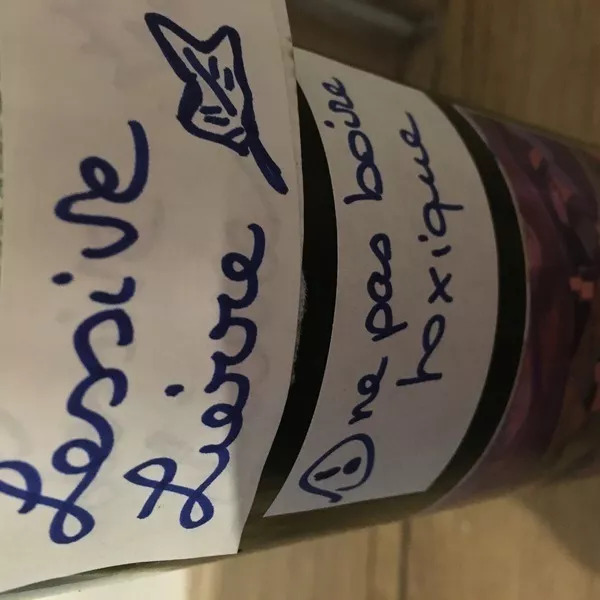 Lessive
Lierre
! ne pas boire
toxique